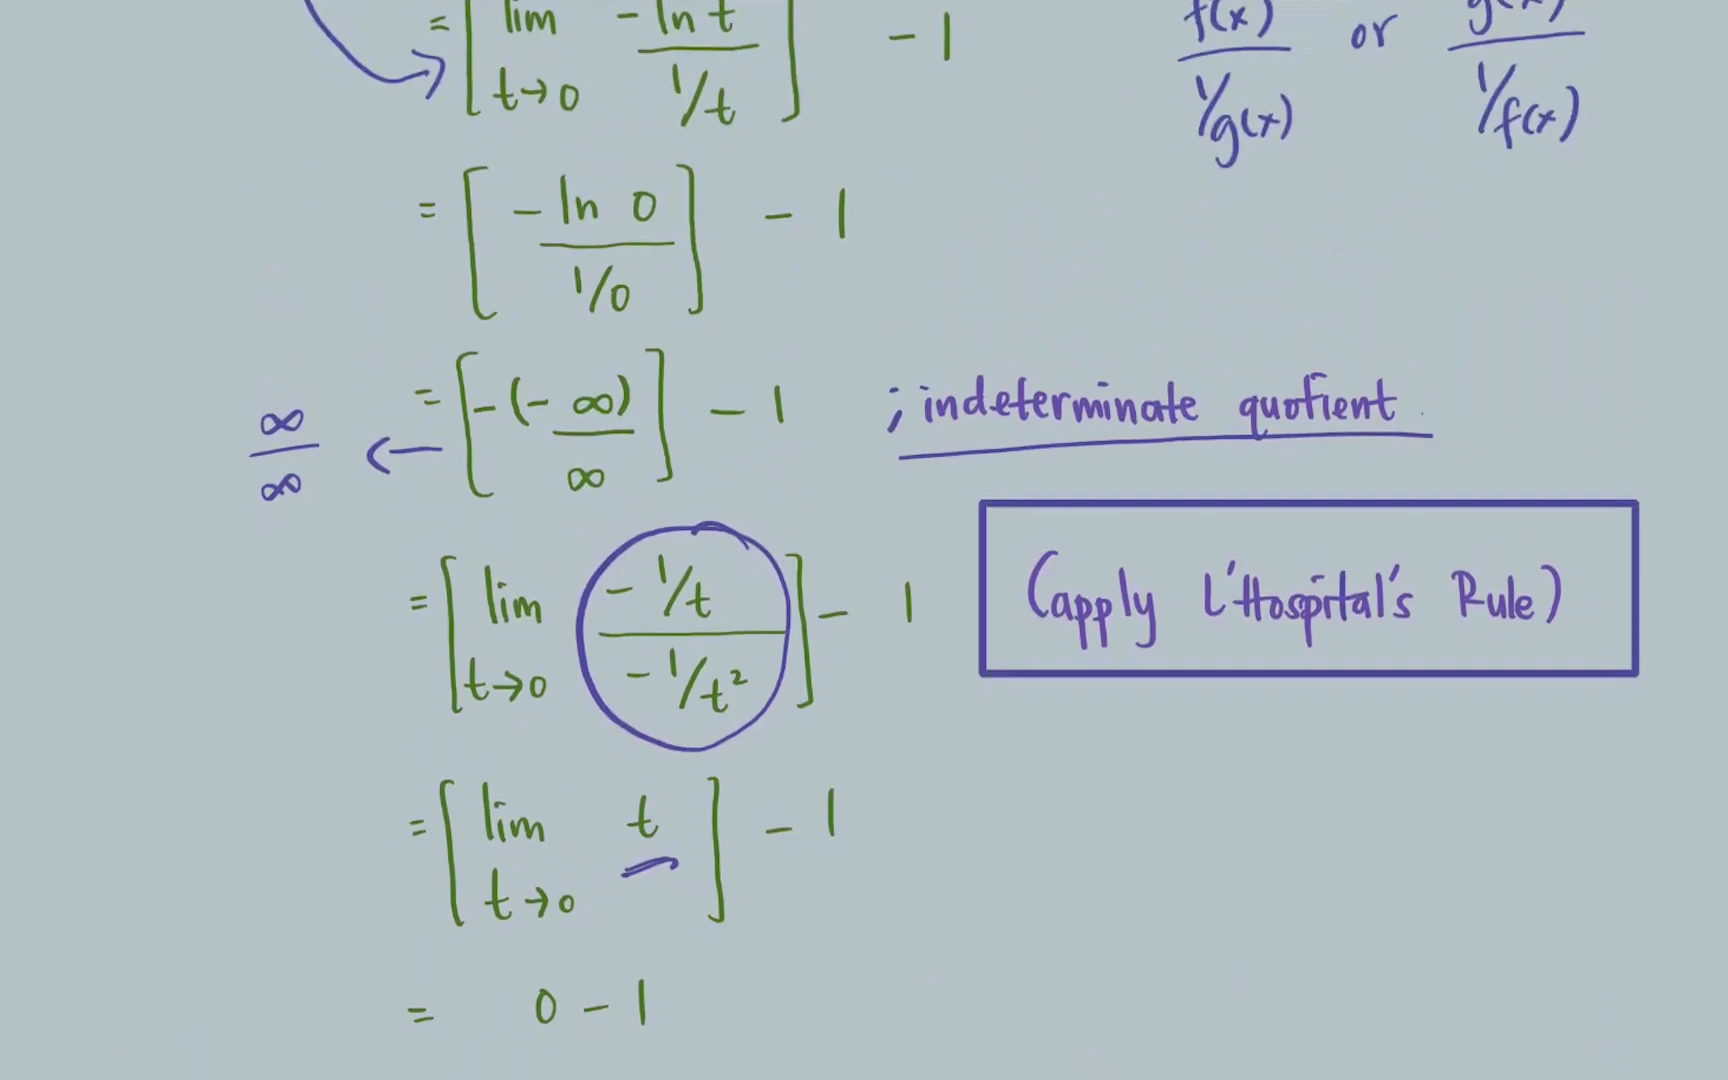 = [ lim t→0 (-ln t)/(1/t) ] - 1
f(x)/(1/g(x)) or g(x)/(1/f(x))
= [ (-ln 0)/(1/0) ] - 1
∞/∞ ← = [ -(-∞)/∞ ] - 1 ; indeterminate quotient
= [ lim t→0 (-1/t)/(-1/t²) ] - 1 (apply L'Hospital's Rule)
= [ lim t→0 t ] - 1
= 0 - 1